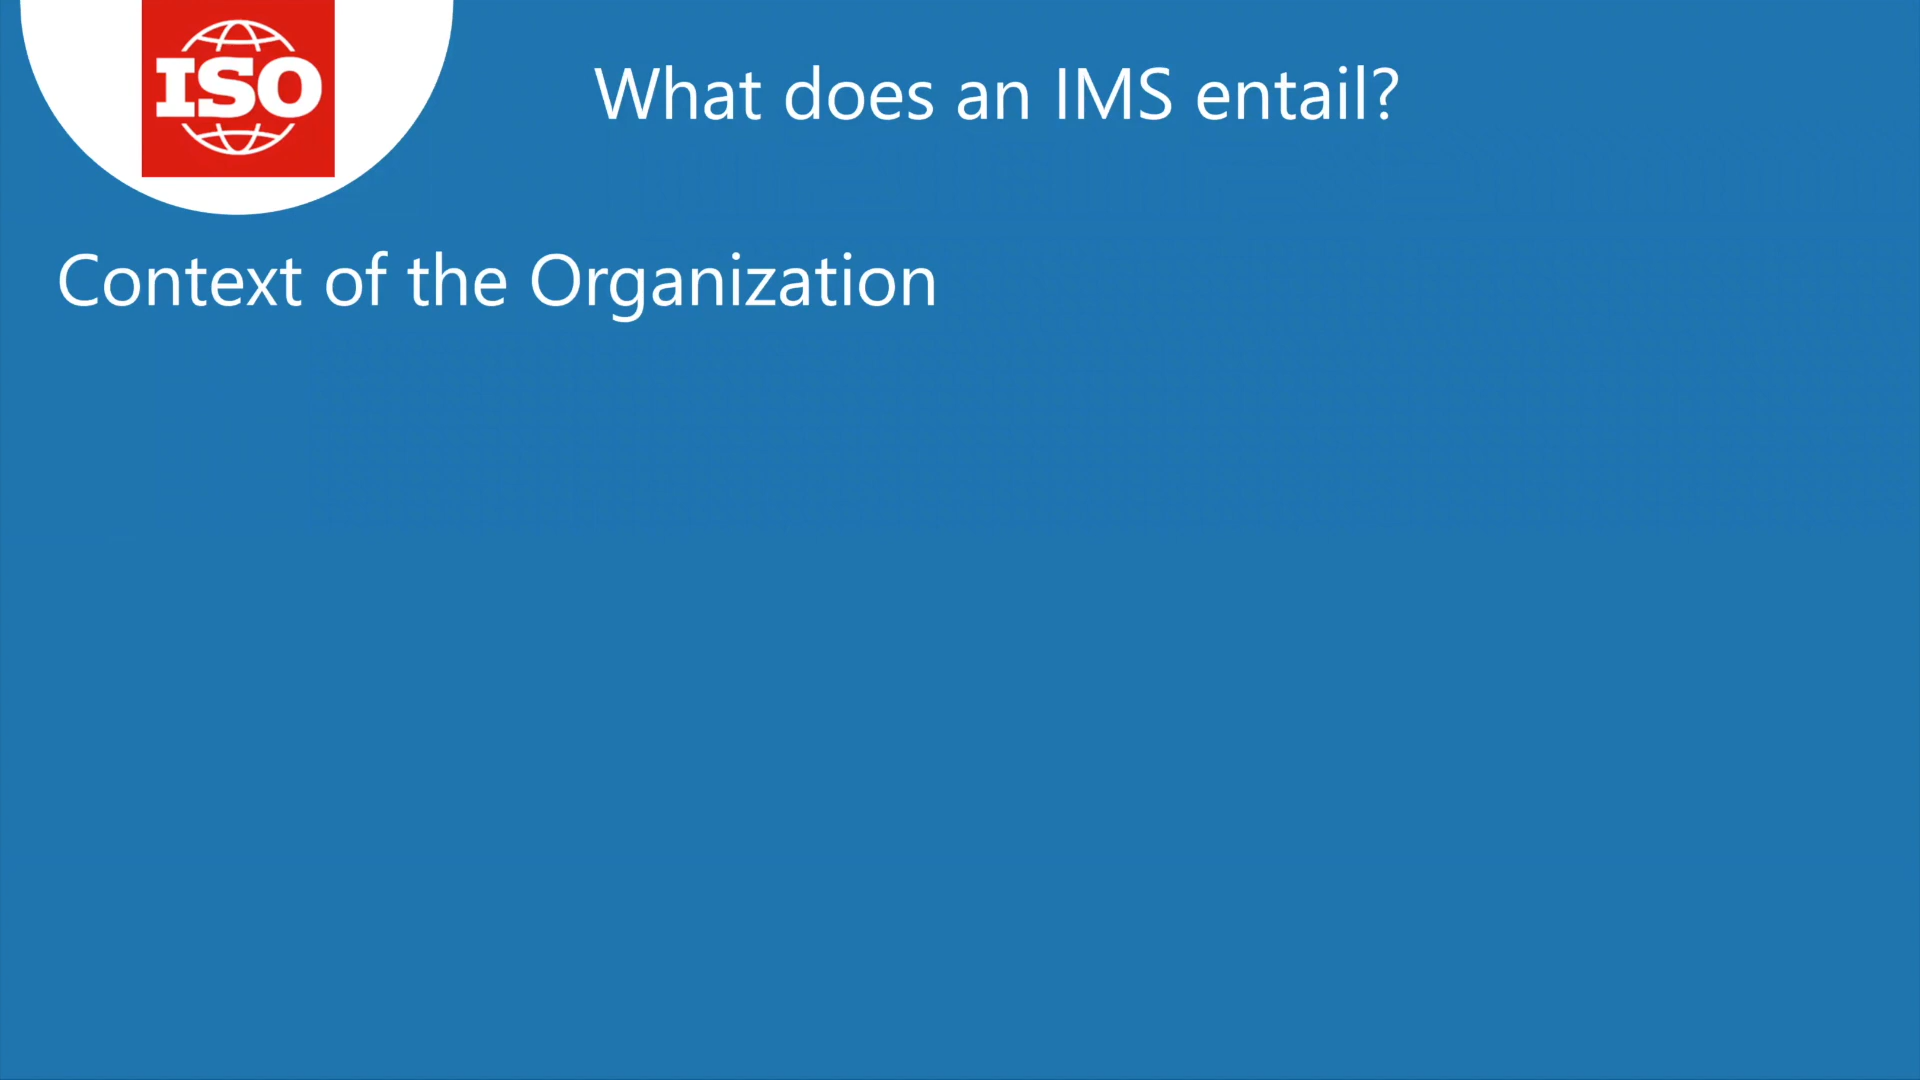 ISO
What does an IMS entail?
Context of the Organization